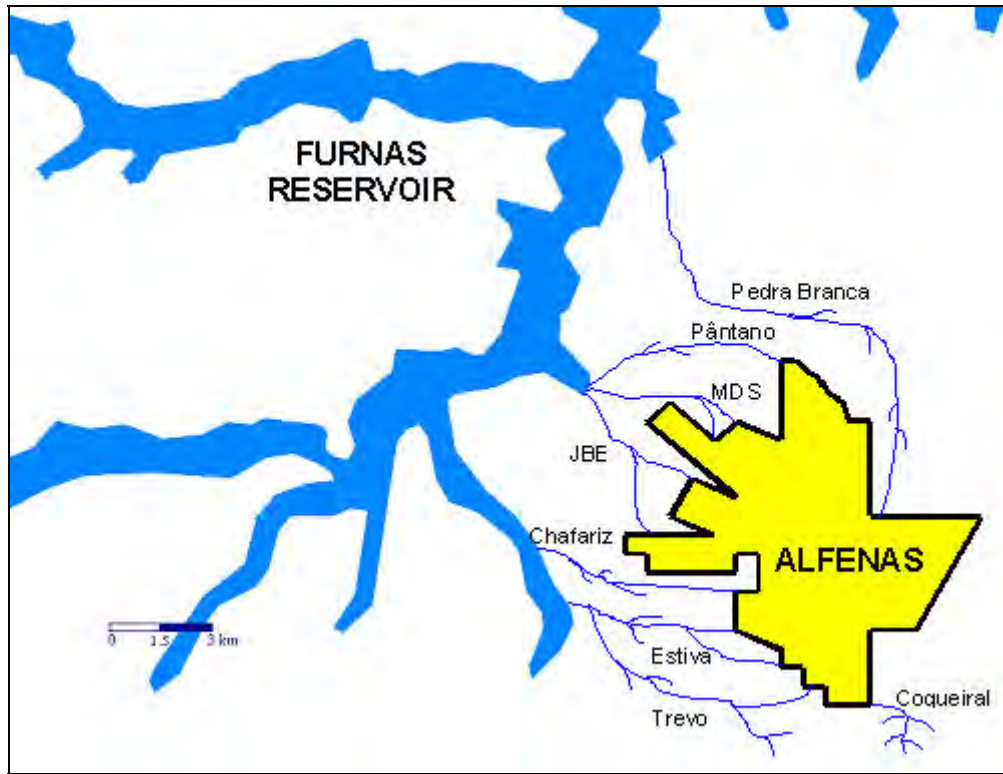 FURNAS
RESERVOIR
Pedra Branca
Pântano
MDS
JBE
Chafariz
ALFENAS
0 1.5 3 km
Estiva
Coqueiral
Trevo